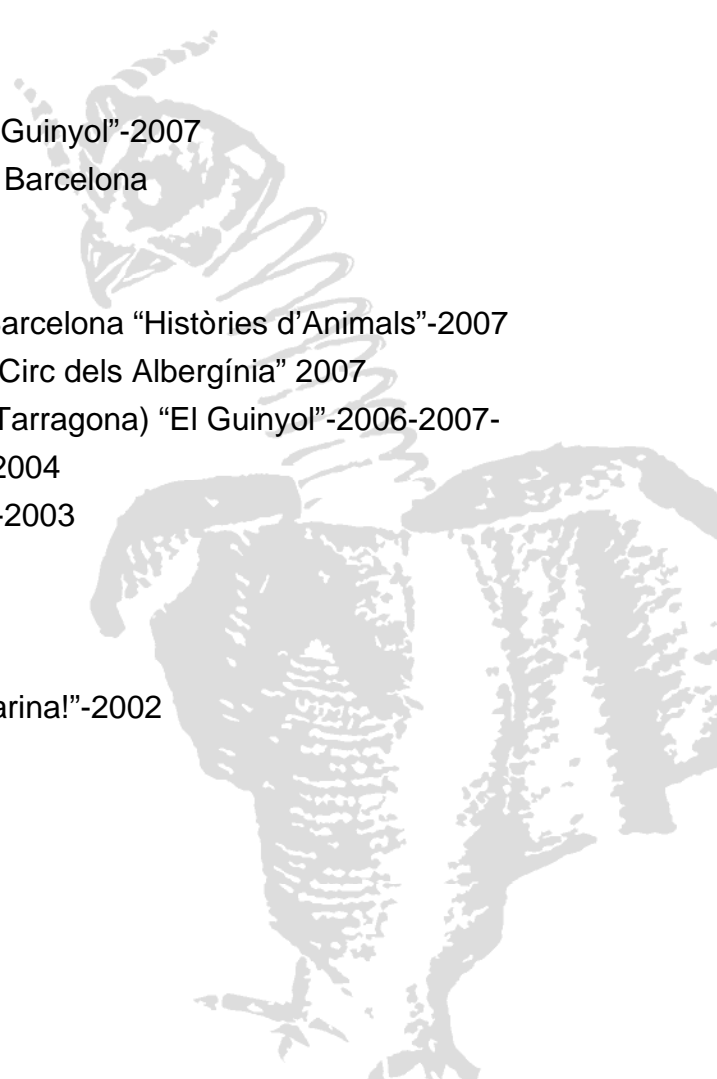 Guinyol”-2007
Barcelona
arcelona “Històries d’Animals”-2007
Circ dels Albergínia” 2007
Tarragona) “El Guinyol”-2006-2007-
2004
-2003
arina!”-2002